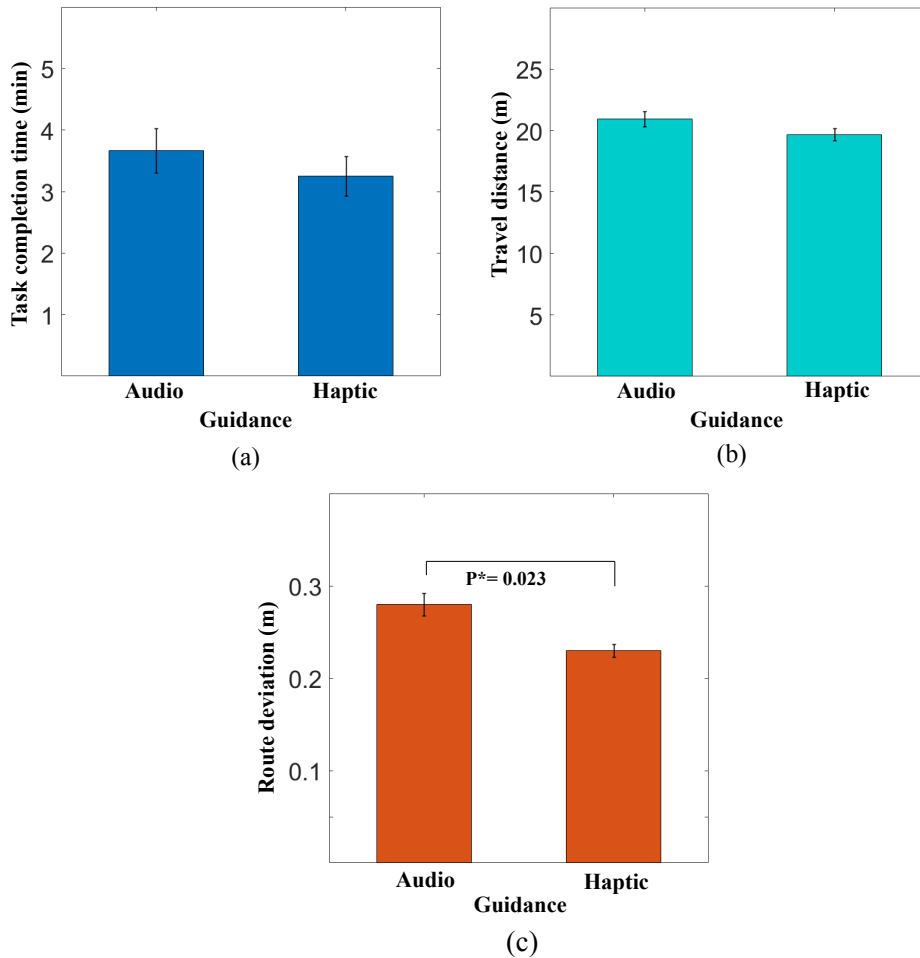 Task completion time (min)
5
4
3
2
1
Audio
Haptic
Guidance
(a)
Travel distance (m)
25
20
15
10
5
Audio
Haptic
Guidance
(b)
Route deviation (m)
0.3
0.2
0.1
P*= 0.023
Audio
Haptic
Guidance
(c)